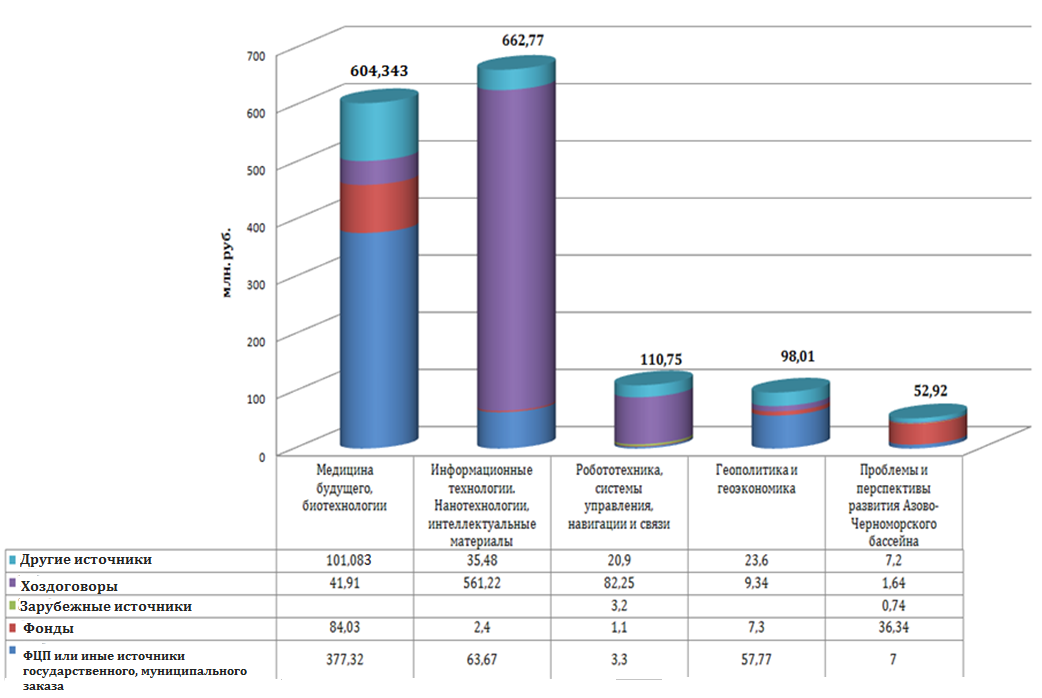 662,77
604,343
110,75
98,01
52,92
млн. руб.
700
600
500
400
300
200
100
0
Медицина
будущего,
биотехнологии
Информационные
технологии.
Нанотехнологии,
интеллектуальные
материалы
Робототехника,
системы
управления,
навигации и связи
Геополитика и
геоэкономика
Проблемы и
перспективы
развития Азово-
Черноморского
бассейна
Другие источники 101,083 35,48 20,9 23,6 7,2
Хоздоговоры 41,91 561,22 82,25 9,34 1,64
Зарубежные источники 3,2 0,74
Фонды 84,03 2,4 1,1 7,3 36,34
ФЦП или иные источники
государственного, муниципального
заказа
377,32 63,67 3,3 57,77 7